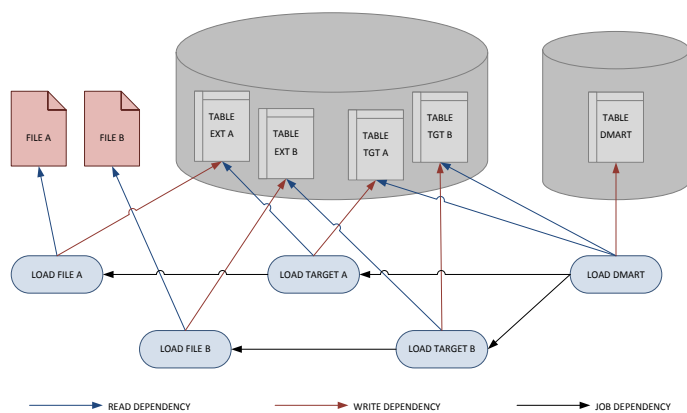 FILE A
FILE B
TABLE
EXT A
TABLE
EXT B
TABLE
TGT A
TABLE
TGT B
TABLE
DMART
LOAD FILE A
LOAD TARGET A
LOAD DMART
LOAD FILE B
LOAD TARGET B
READ DEPENDENCY
WRITE DEPENDENCY
JOB DEPENDENCY